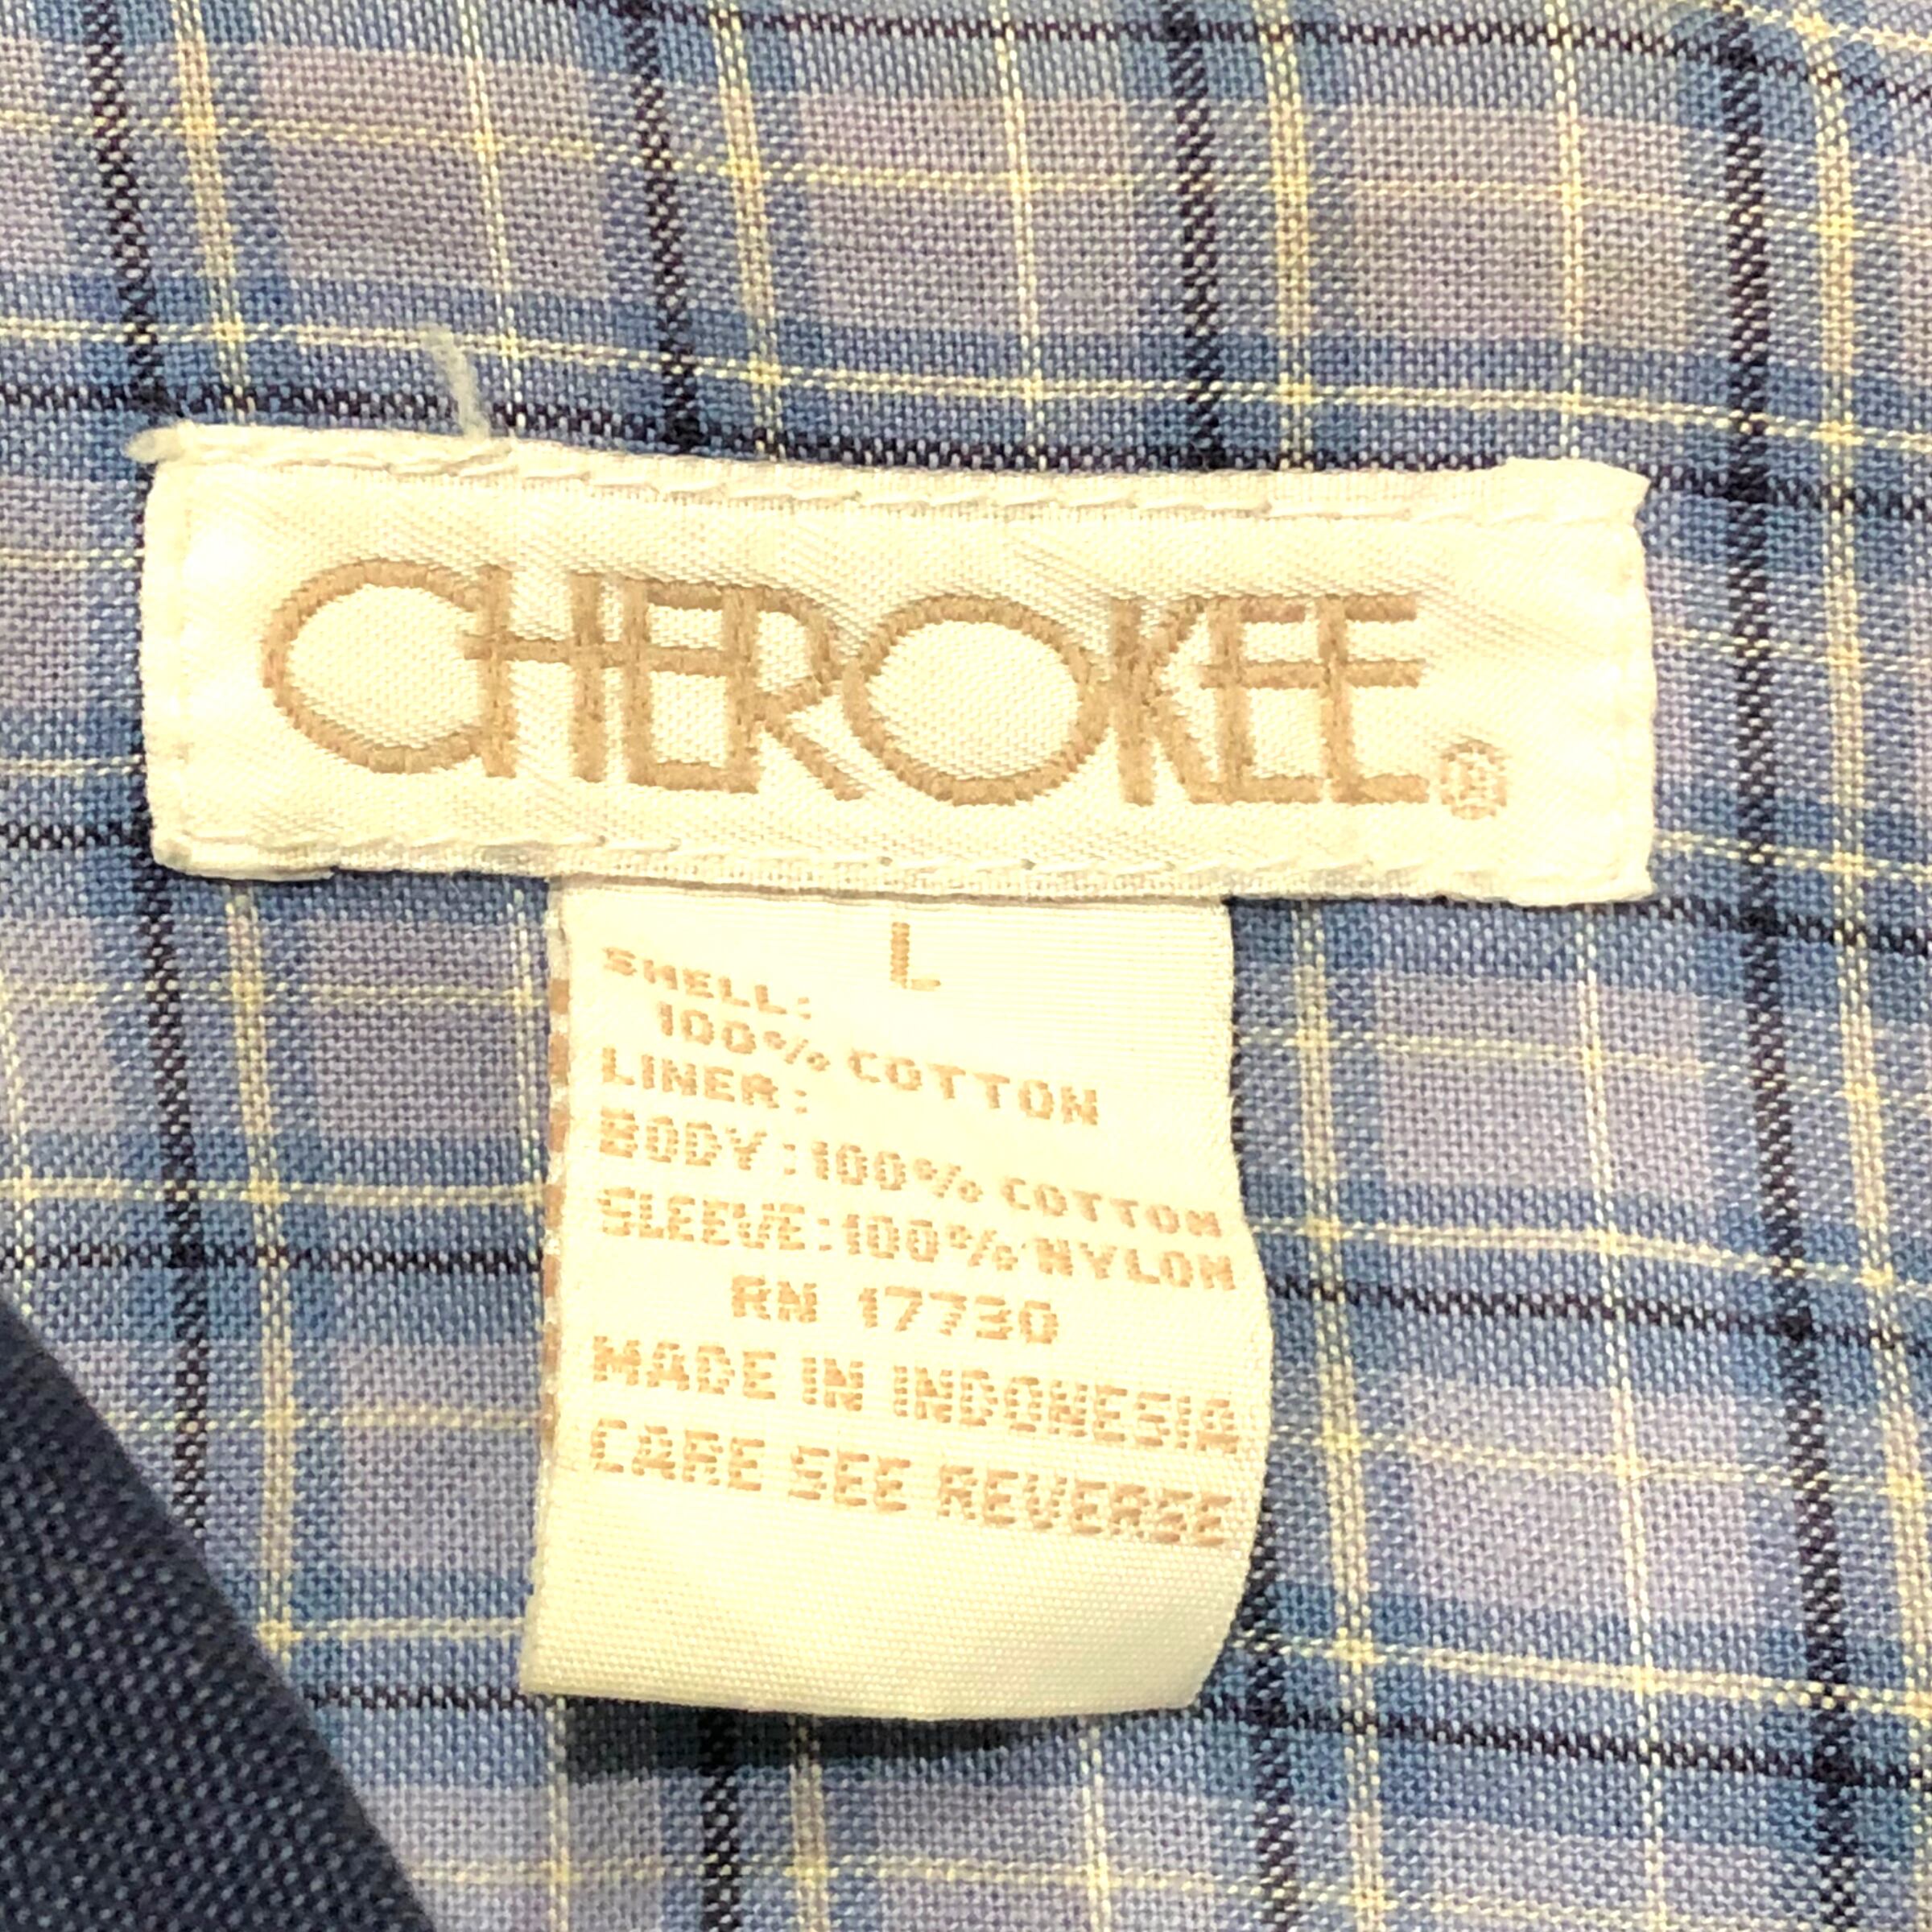 CHEROKEE®
L
SHELL:
100% COTTON
LINER:
BODY:100% COTTON
SLEEVE:100% NYLON
RN 17730
MADE IN INDONESIA
CARE SEE REVERSE